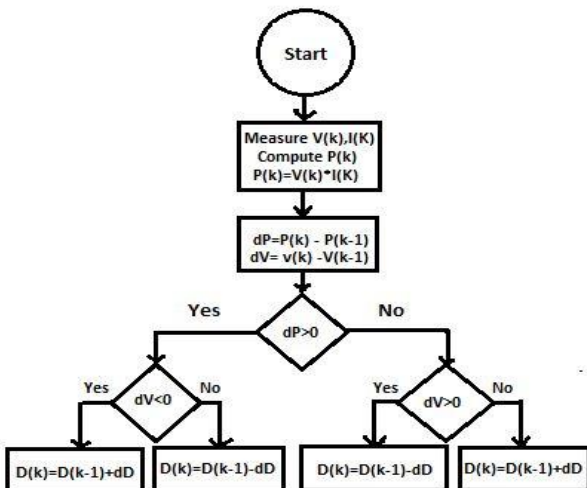 Start
Measure V(k),I(K)
Compute P(k)
P(k)=V(k)*I(K)
dP=P(k) - P(k-1)
dV= v(k) -V(k-1)
Yes
No
dP>0
Yes
dV<0
No
Yes
dV>0
No
D(k)=D(k-1)+dD
D(k)=D(k-1)-dD
D(k)=D(k-1)-dD
D(k)=D(k-1)+dD